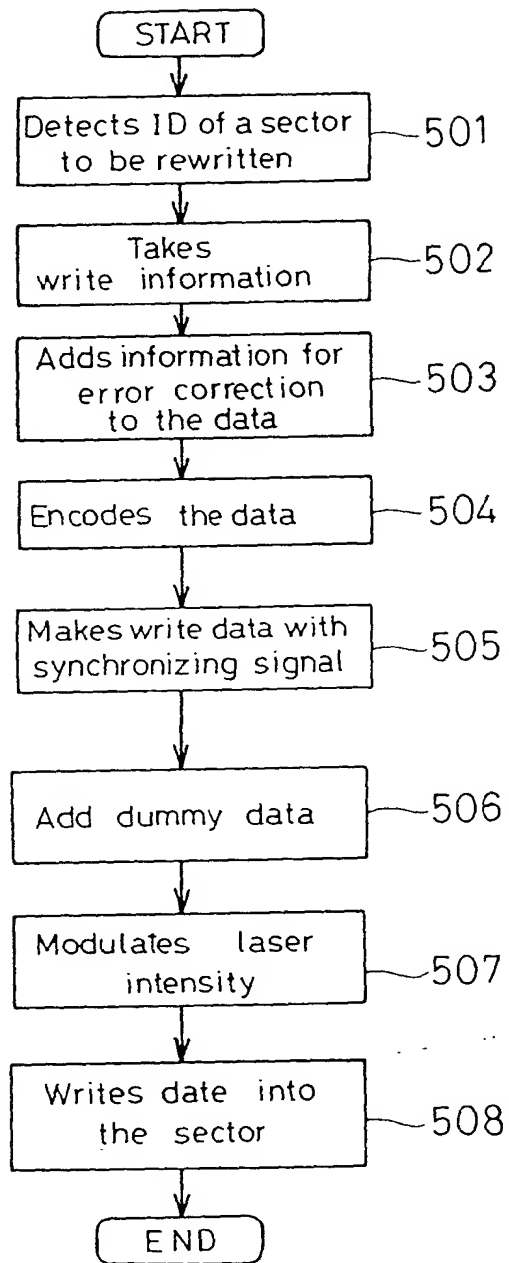 START
Detects ID of a sector
to be rewritten
501
Takes
write information
502
Adds information for
error correction
to the data
503
Encodes the data
504
Makes write data with
synchronizing signal
505
Add dummy data
506
Modulates laser
intensity
507
Writes date into
the sector
508
END